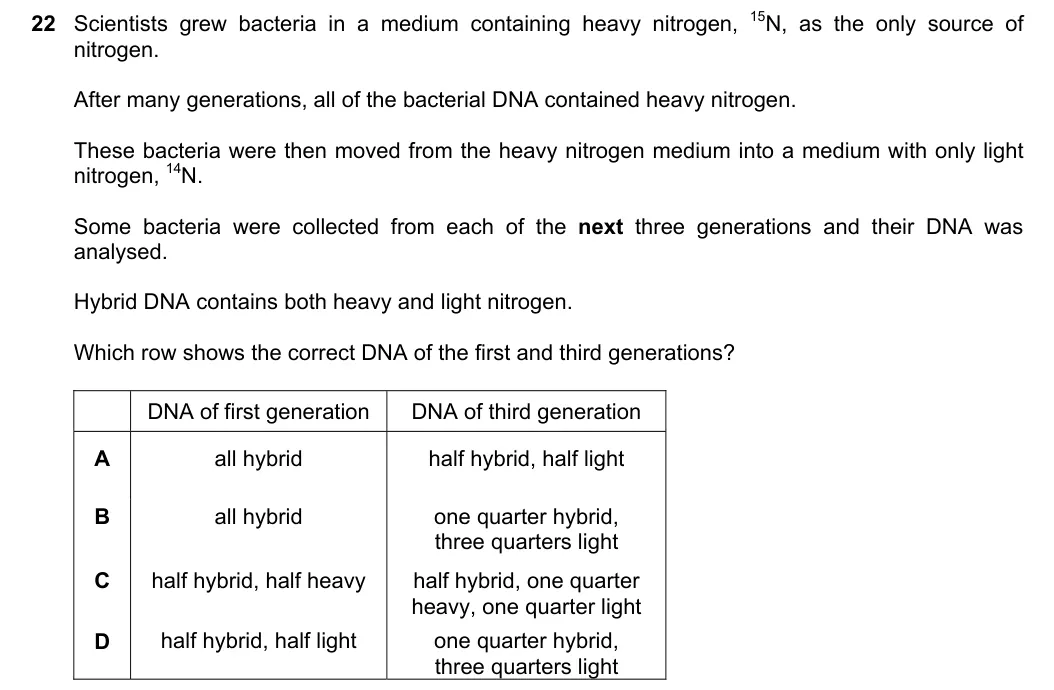 22 Scientists grew bacteria in a medium containing heavy nitrogen, ¹⁵N, as the only source of
nitrogen.
After many generations, all of the bacterial DNA contained heavy nitrogen.
These bacteria were then moved from the heavy nitrogen medium into a medium with only light
nitrogen, ¹⁴N.
Some bacteria were collected from each of the next three generations and their DNA was
analysed.
Hybrid DNA contains both heavy and light nitrogen.
Which row shows the correct DNA of the first and third generations?
DNA of first generation DNA of third generation
A all hybrid half hybrid, half light
B all hybrid one quarter hybrid,
three quarters light
C half hybrid, half heavy half hybrid, one quarter
heavy, one quarter light
D half hybrid, half light one quarter hybrid,
three quarters light